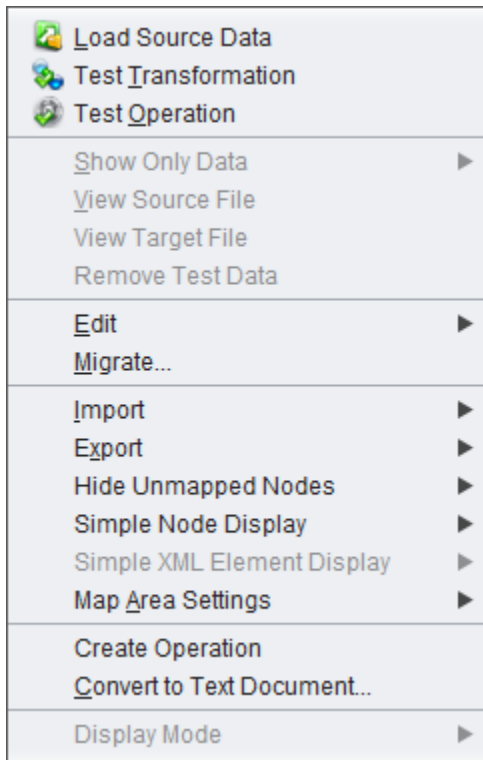 Load Source Data
Test Transformation
Test Operation
Show Only Data
View Source File
View Target File
Remove Test Data
Edit
Migrate...
Import
Export
Hide Unmapped Nodes
Simple Node Display
Simple XML Element Display
Map Area Settings
Create Operation
Convert to Text Document...
Display Mode